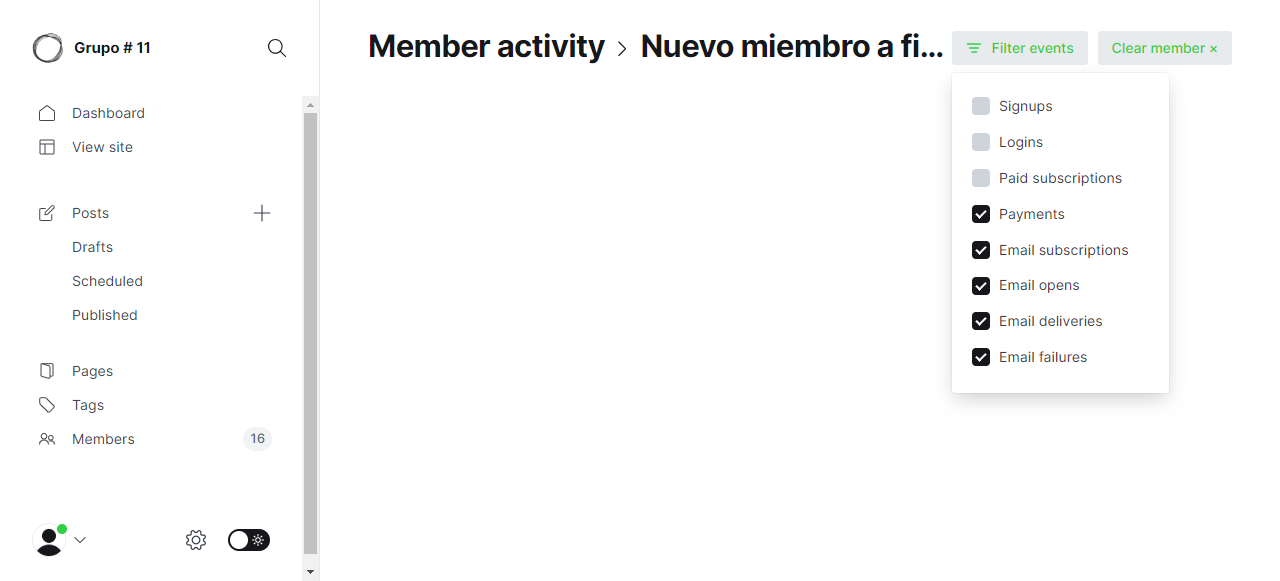 Grupo # 11
Dashboard
View site
Posts
Drafts
Scheduled
Published
Pages
Tags
Members 16
Member activity › Nuevo miembro a fi...
Filter events
Clear member ×
Signups
Logins
Paid subscriptions
Payments
Email subscriptions
Email opens
Email deliveries
Email failures